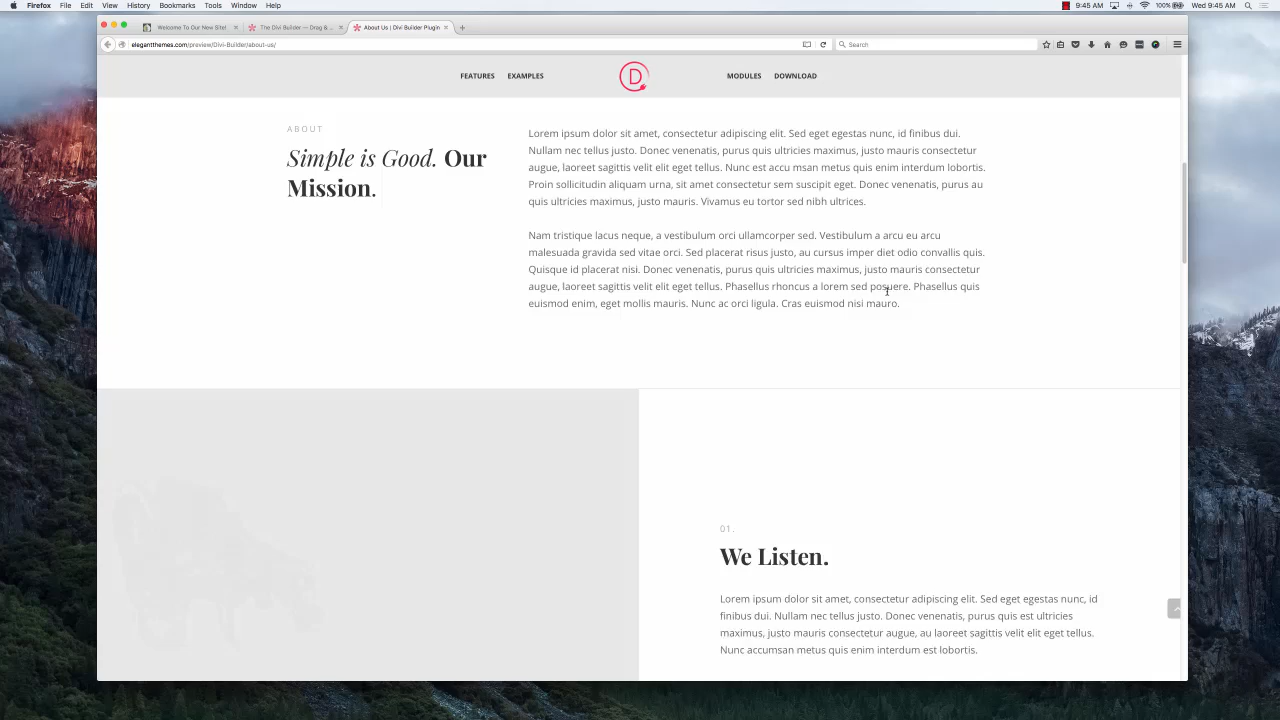 Firefox File Edit View History Bookmarks Tools Window Help 9:45 AM 100% Wed 9:45 AM
Welcome To Our New Site!
The Divi Builder — Drag & ...
About Us | Divi Builder Plugin
elegantthemes.com/preview/Divi-Builder/about-us/
Search
FEATURES EXAMPLES D MODULES DOWNLOAD
ABOUT
Simple is Good. Our
Mission.
Lorem ipsum dolor sit amet, consectetur adipiscing elit. Sed eget egestas nunc, id finibus dui.
Nullam nec tellus justo. Donec venenatis, purus quis ultricies maximus, justo mauris consectetur
augue, laoreet sagittis velit elit eget tellus. Nunc est accu msan metus quis enim interdum lobortis.
Proin sollicitudin aliquam urna, sit amet consectetur sem suscipit eget. Donec venenatis, purus au
quis ultricies maximus, justo mauris. Vivamus eu tortor sed nibh ultrices.
Nam tristique lacus neque, a vestibulum orci ullamcorper sed. Vestibulum a arcu eu arcu
malesuada gravida sed vitae orci. Sed placerat risus justo, au cursus imper diet odio convallis quis.
Quisque id placerat nisi. Donec venenatis, purus quis ultricies maximus, justo mauris consectetur
augue, laoreet sagittis velit elit eget tellus. Phasellus rhoncus a lorem sed posuere. Phasellus quis
euismod enim, eget mollis mauris. Nunc ac orci ligula. Cras euismod nisi mauro.
01.
We Listen.
Lorem ipsum dolor sit amet, consectetur adipiscing elit. Sed eget egestas nunc, id
finibus dui. Nullam nec tellus justo. Donec venenatis, purus quis est ultricies
maximus, justo mauris consectetur augue, au laoreet sagittis velit elit eget tellus.
Nunc accumsan metus quis enim interdum est lobortis.